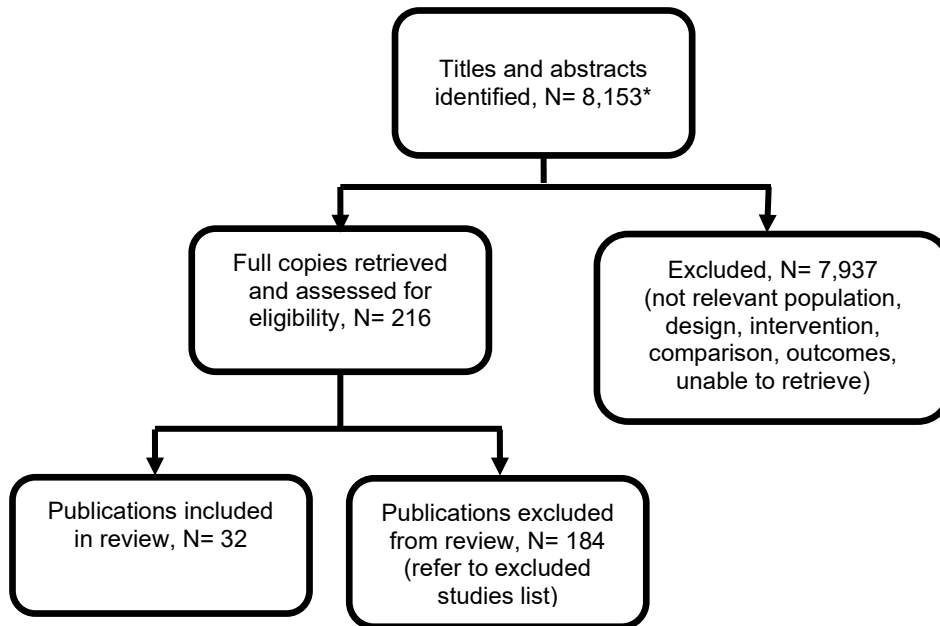 Titles and abstracts
identified, N= 8,153*
Full copies retrieved
and assessed for
eligibility, N= 216
Excluded, N= 7,937
(not relevant population,
design, intervention,
comparison, outcomes,
unable to retrieve)
Publications included
in review, N= 32
Publications excluded
from review, N= 184
(refer to excluded
studies list)